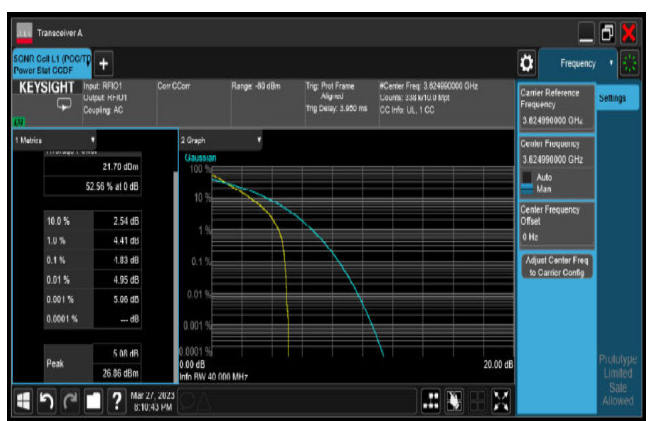 Transceiver A
Power Stat CCDF
Frequency
KEYSIGHT
Input: RFIO1
Output: RFIO1
Coupling: AC
Corr CCorr
Range: -60 dBm
Trig: Prot Frame
Aligned
Trig Delay: 3.950 ms
#Center Freq: 3.624990000 GHz
CC Info: UL, 1 CC
Carrier Reference
Frequency
3.624990000 GHz
Settings
1 Metrics
2 Graph
Center Frequency
3.624990000 GHz
Auto
Man
Gaussian
100 %
10 %
1 %
0.1 %
0.01 %
0.001 %
0.0001 %
0.00 dB
20.00 dB
Info BW 40.000 MHz
21.70 dBm
52.56 % at 0 dB
10.0 %
2.54 dB
1.0 %
4.41 dB
0.1 %
4.83 dB
0.01 %
4.95 dB
0.001 %
5.06 dB
0.0001 %
--- dB
Peak
5.08 dB
26.86 dBm
Center Frequency
Offset
0 Hz
Adjust Center Freq
to Carrier Config
Prototype
Limited
Sale
Allowed
Mar 27, 2023
8:10:43 PM